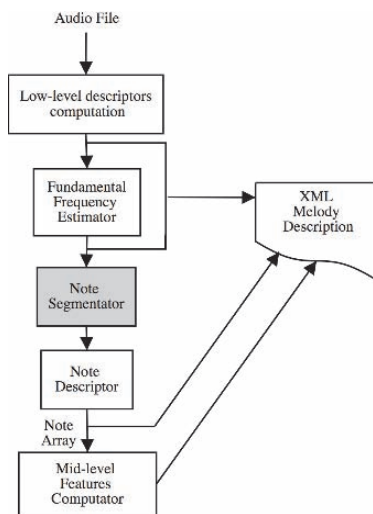 Audio File
Low-level descriptors
computation
Fundamental
Frequency
Estimator
XML
Melody
Description
Note
Segmentator
Note
Descriptor
Note
Array
Mid-level
Features
Computator